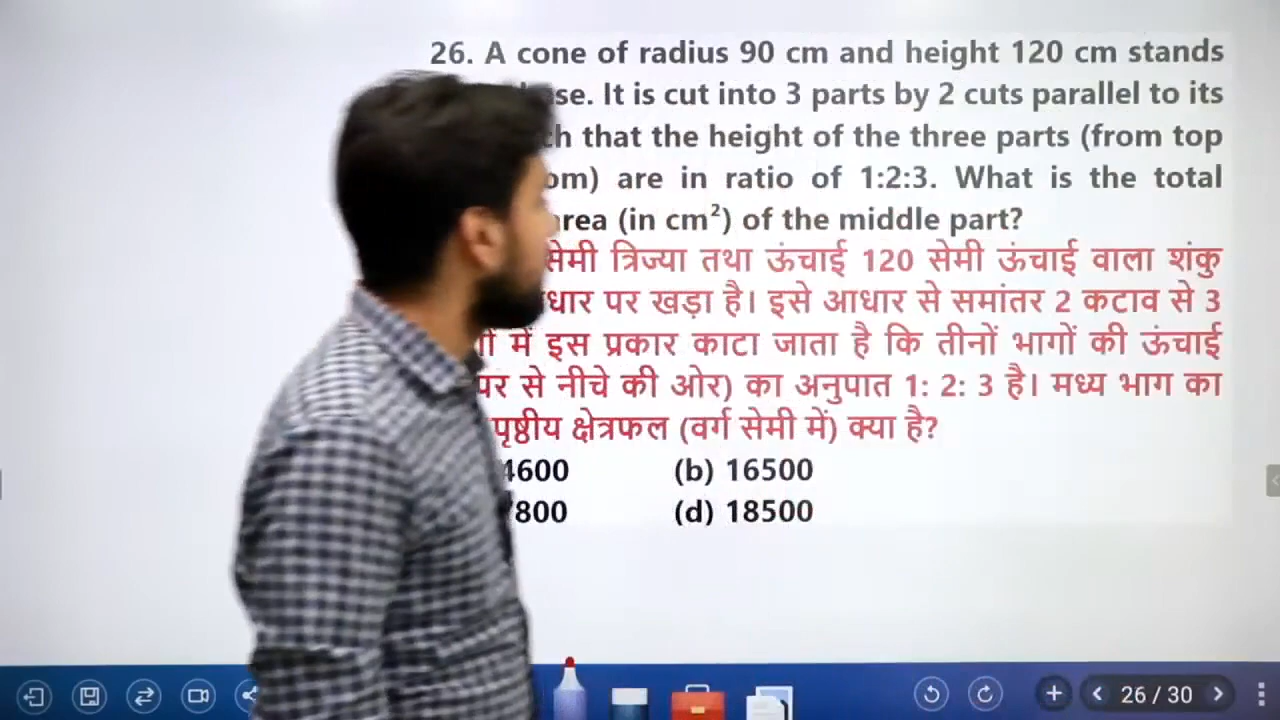 26. A cone of radius 90 cm and height 120 cm stands
It is cut into 3 parts by 2 cuts parallel to its
that the height of the three parts (from top
are in ratio of 1:2:3. What is the total
(in cm²) of the middle part?
सेमी त्रिज्या तथा ऊंचाई 120 सेमी ऊंचाई वाला शंकु
पर खड़ा है। इसे आधार से समांतर 2 कटाव से 3
में इस प्रकार काटा जाता है कि तीनों भागों की ऊंचाई
से नीचे की ओर) का अनुपात 1: 2: 3 है। मध्य भाग का
पृष्ठीय क्षेत्रफल (वर्ग सेमी में) क्या है?
4600 (b) 16500
800 (d) 18500
26 / 30